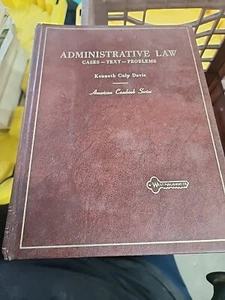 ADMINISTRATIVE LAW
CASES — TEXT — PROBLEMS
Kenneth Culp Davis
American Casebook Series